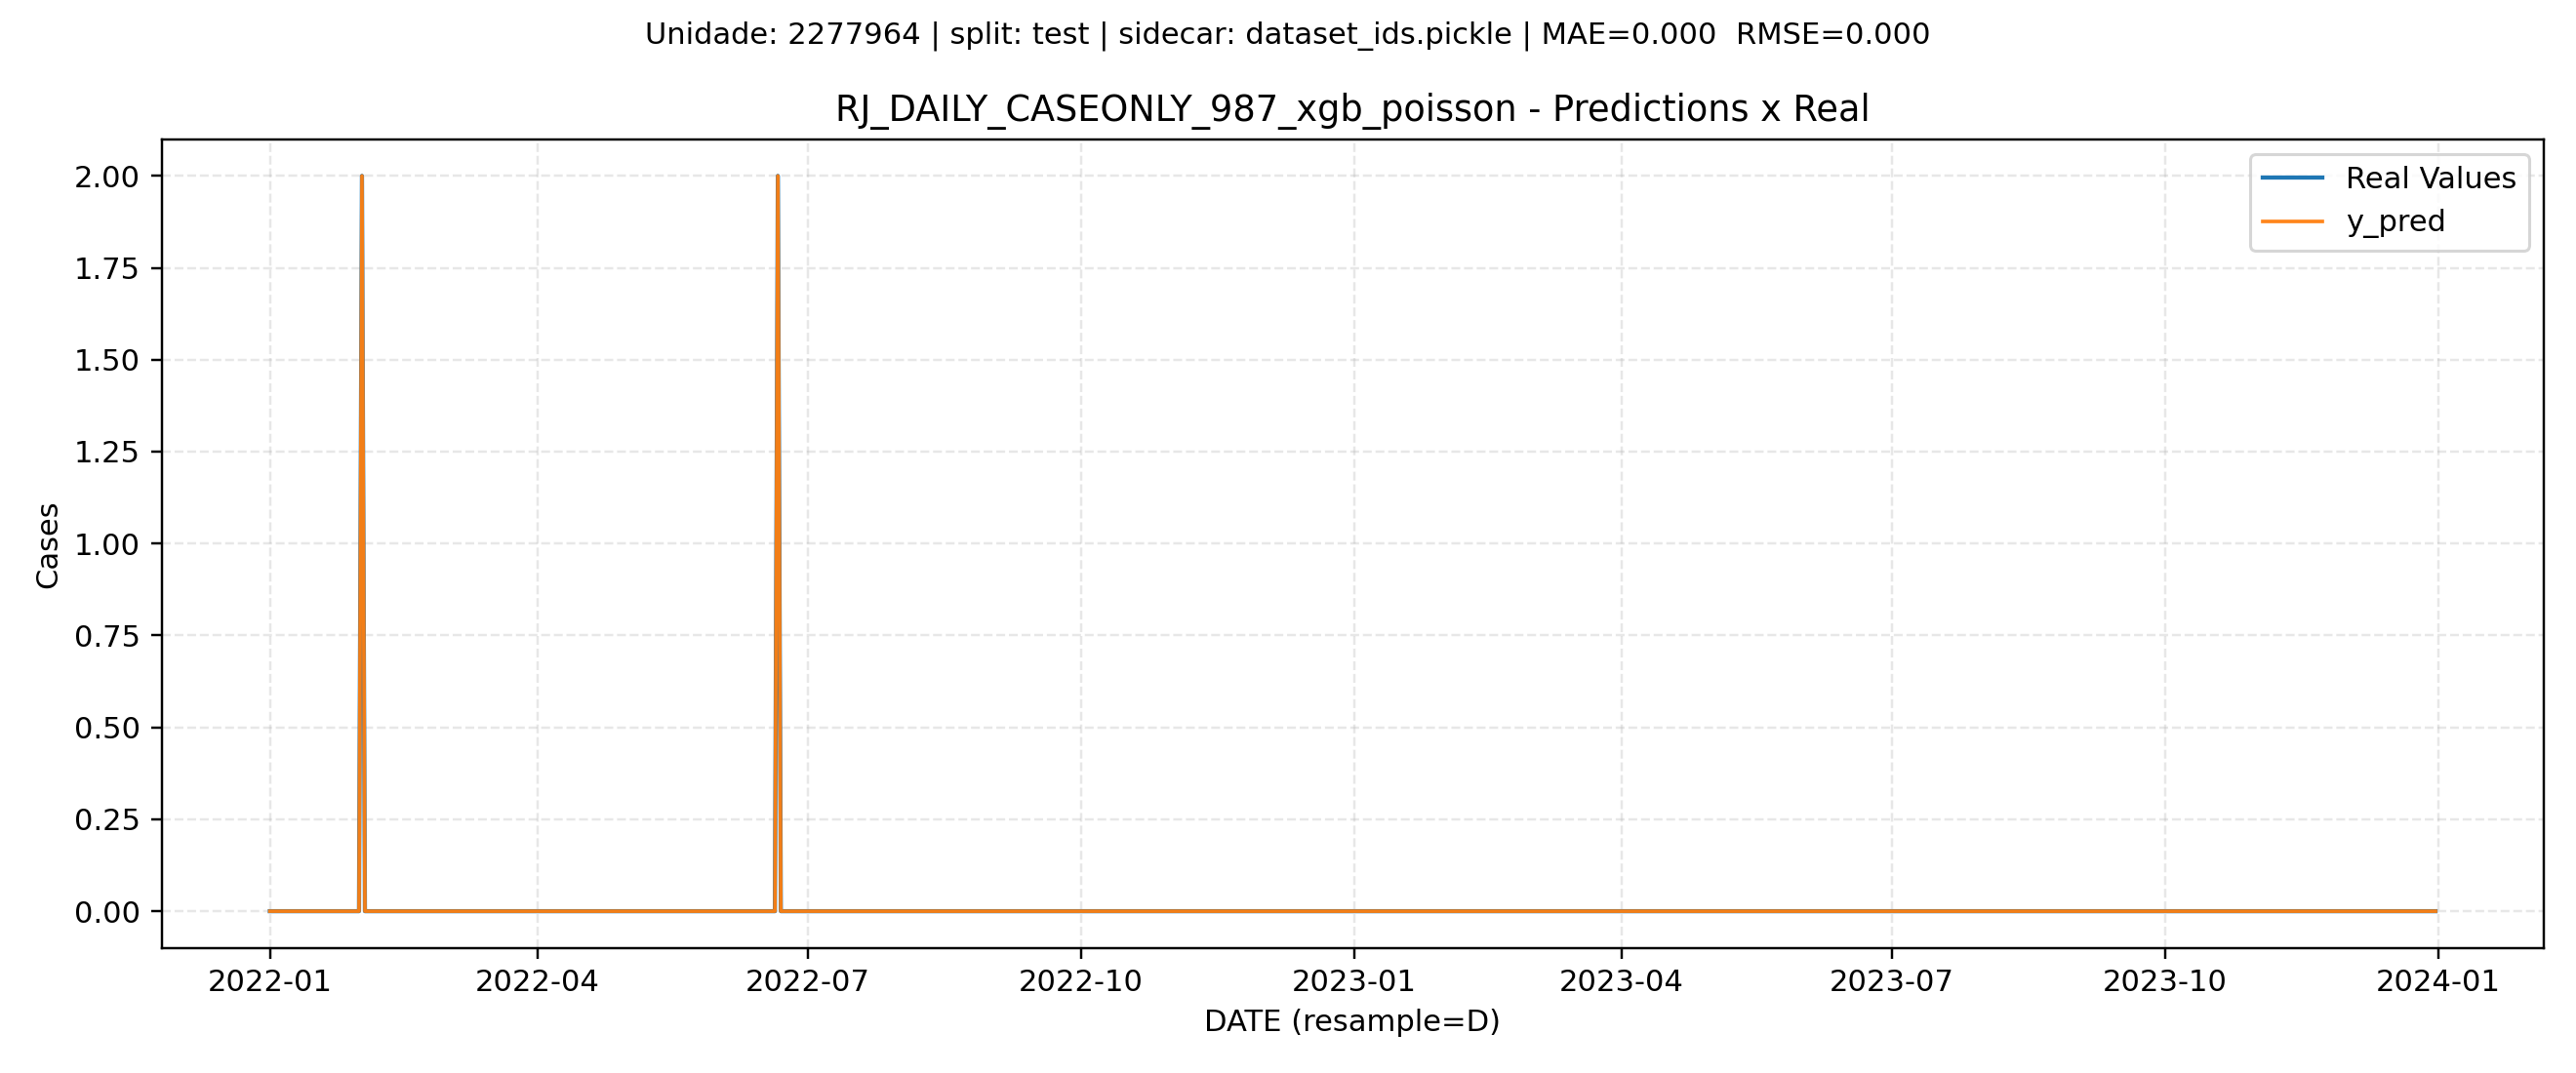 Unidade: 2277964 | split: test | sidecar: dataset_ids.pickle | MAE=0.000  RMSE=0.000
RJ_DAILY_CASEONLY_987_xgb_poisson - Predictions x Real
Real Values
y_pred
Cases
2.00
1.75
1.50
1.25
1.00
0.75
0.50
0.25
0.00
2022-01 2022-04 2022-07 2022-10 2023-01 2023-04 2023-07 2023-10 2024-01
DATE (resample=D)